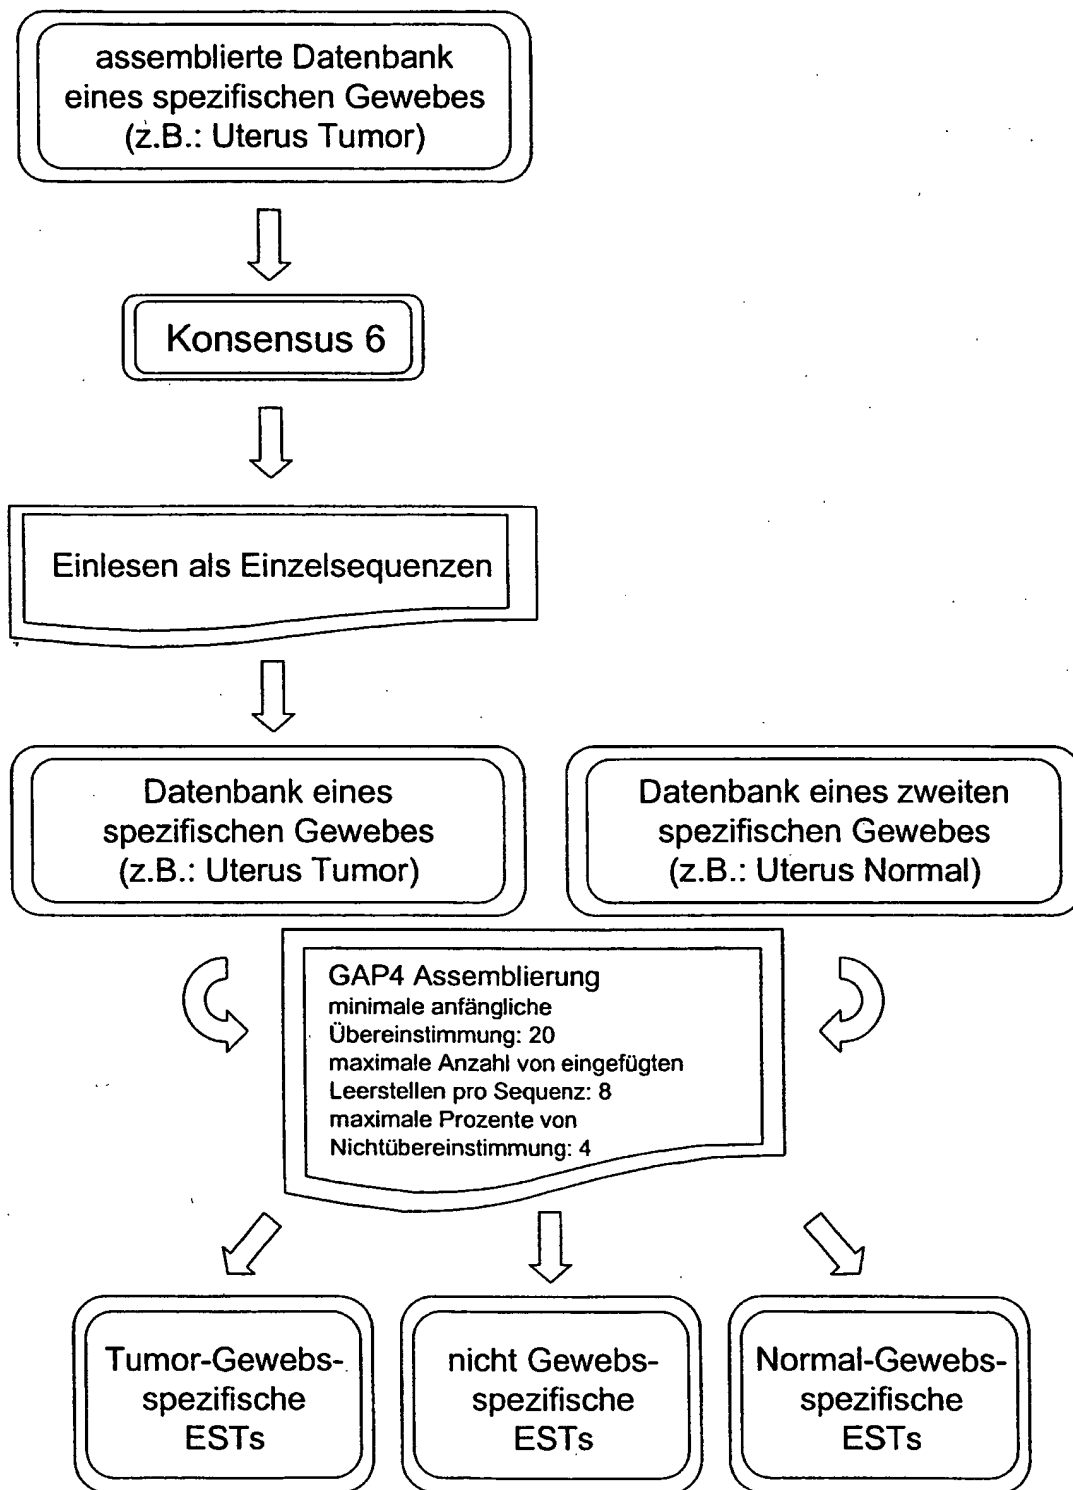 assemblierte Datenbank
eines spezifischen Gewebes
(z.B.: Uterus Tumor)
Konsensus 6
Einlesen als Einzelsequenzen
Datenbank eines
spezifischen Gewebes
(z.B.: Uterus Tumor)
Datenbank eines zweiten
spezifischen Gewebes
(z.B.: Uterus Normal)
GAP4 Assemblierung
minimale anfängliche
Übereinstimmung: 20
maximale Anzahl von eingefügten
Leerstellen pro Sequenz: 8
maximale Prozente von
Nichtübereinstimmung: 4
Tumor-Gewebs-
spezifische
ESTs
nicht Gewebs-
spezifische
ESTs
Normal-Gewebs-
spezifische
ESTs